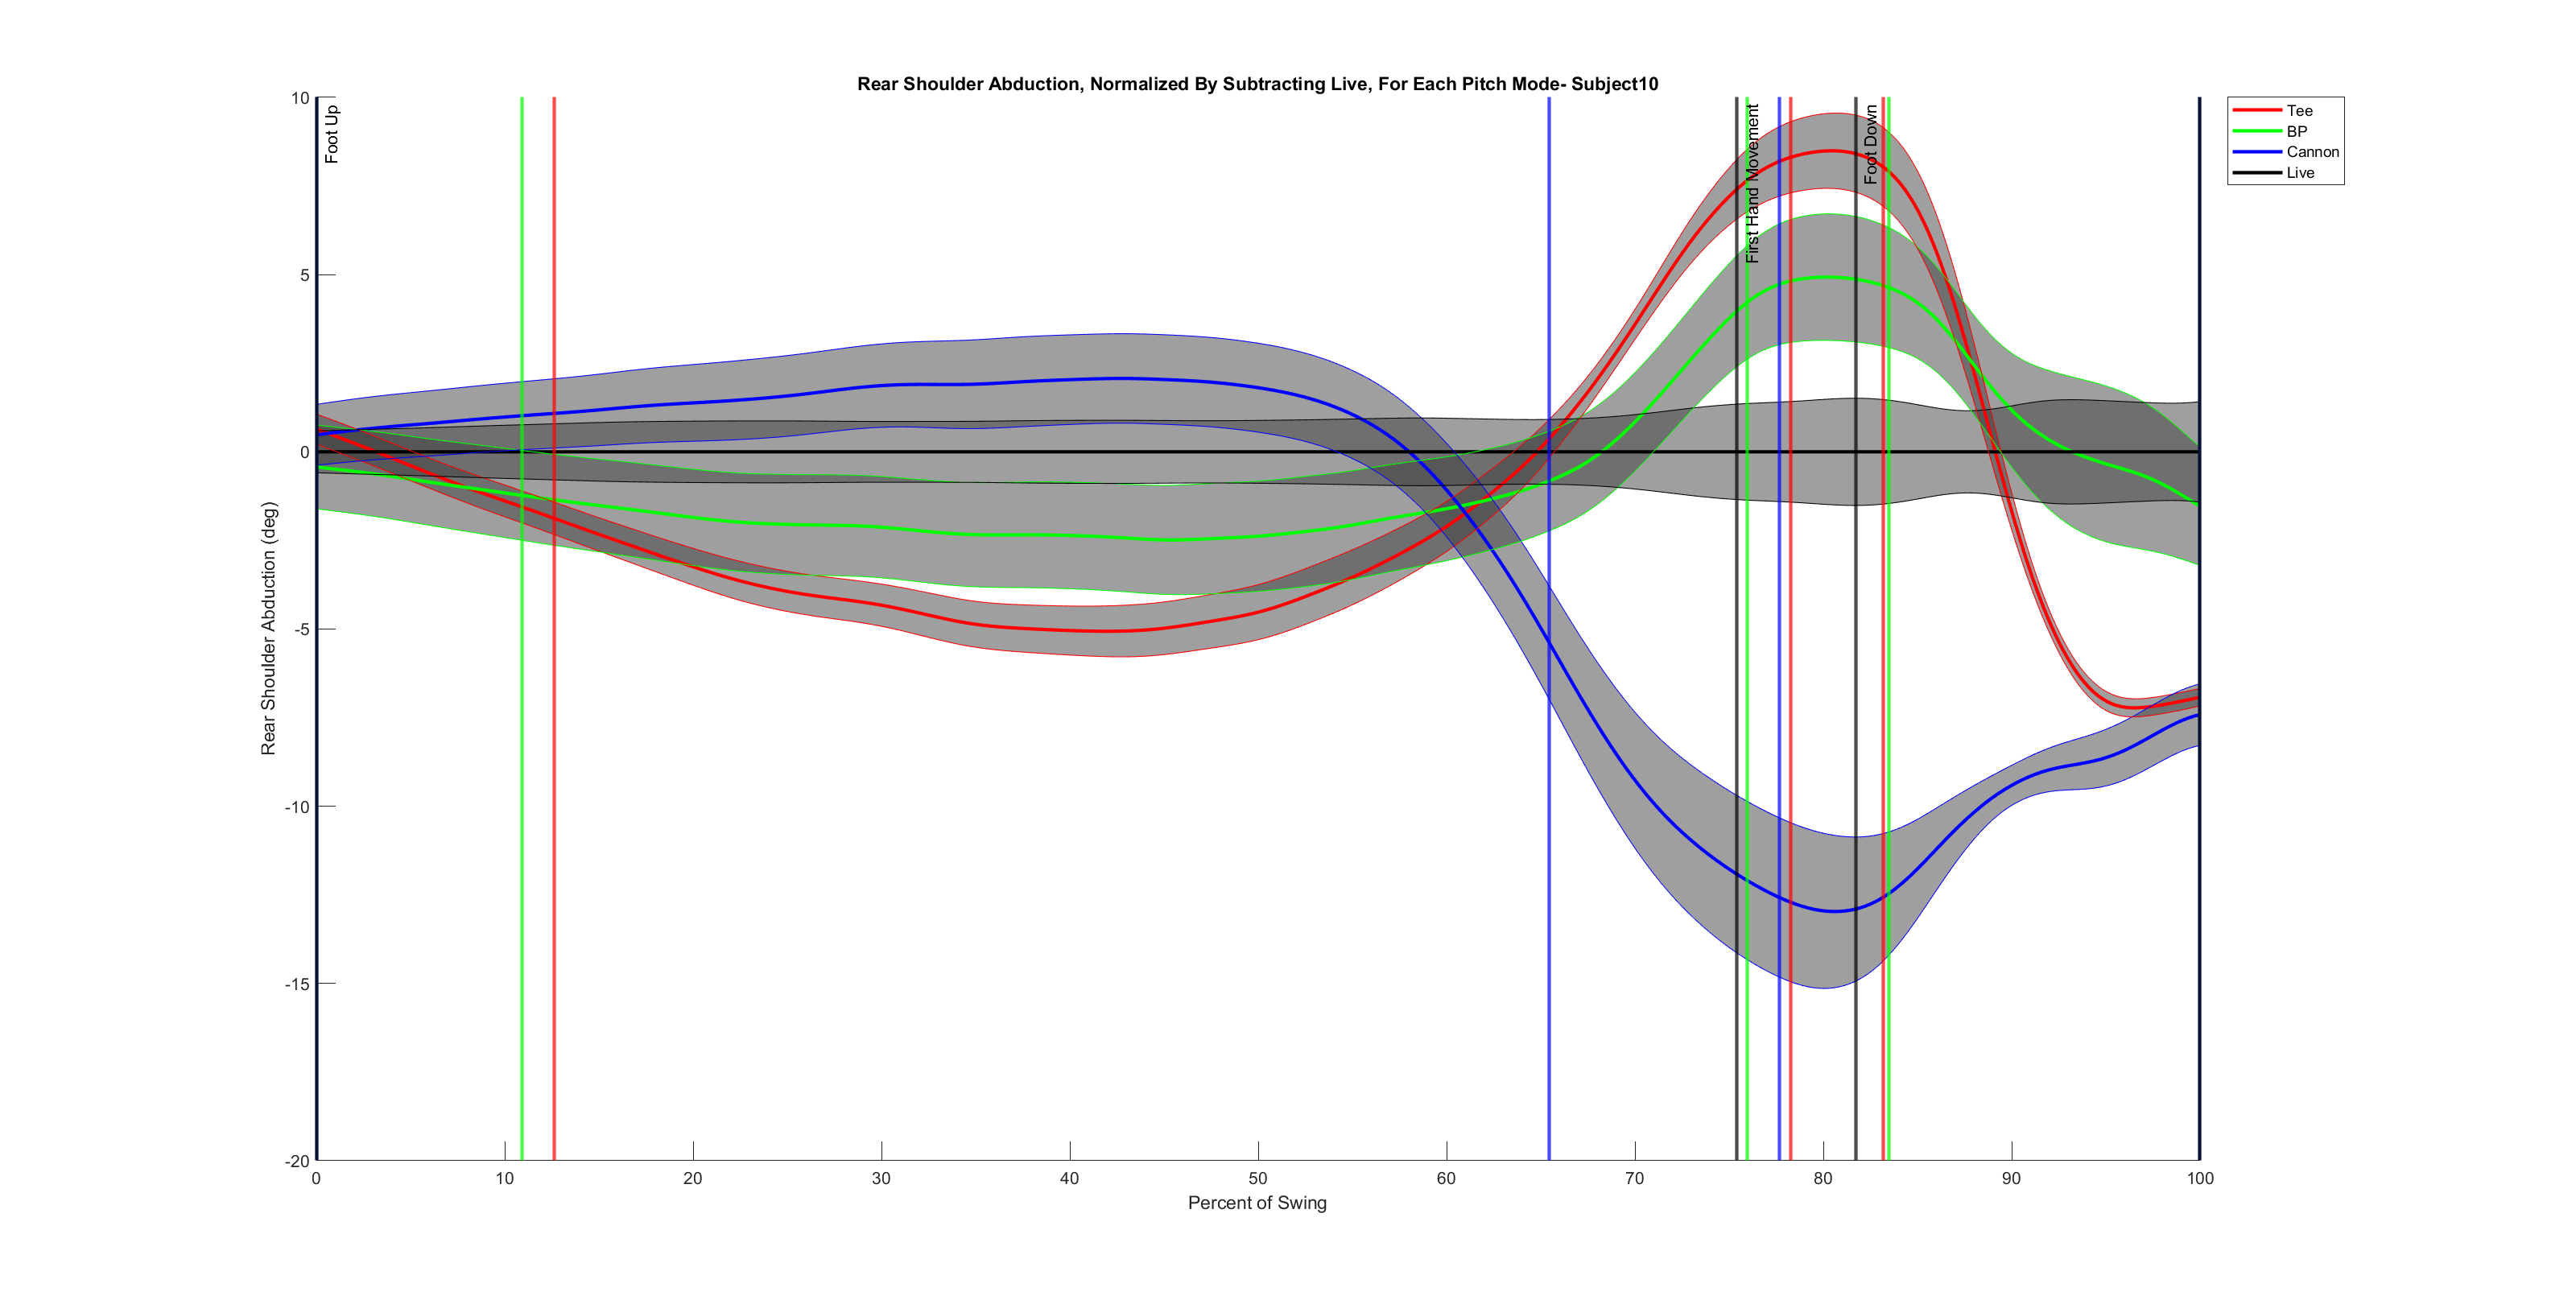 Rear Shoulder Abduction, Normalized By Subtracting Live, For Each Pitch Mode- Subject10
10
5
0
-5
-10
-15
-20
Rear Shoulder Abduction (deg)
Foot Up
First Hand Movement
Foot Down
Tee
BP
Cannon
Live
0 10 20 30 40 50 60 70 80 90 100
Percent of Swing